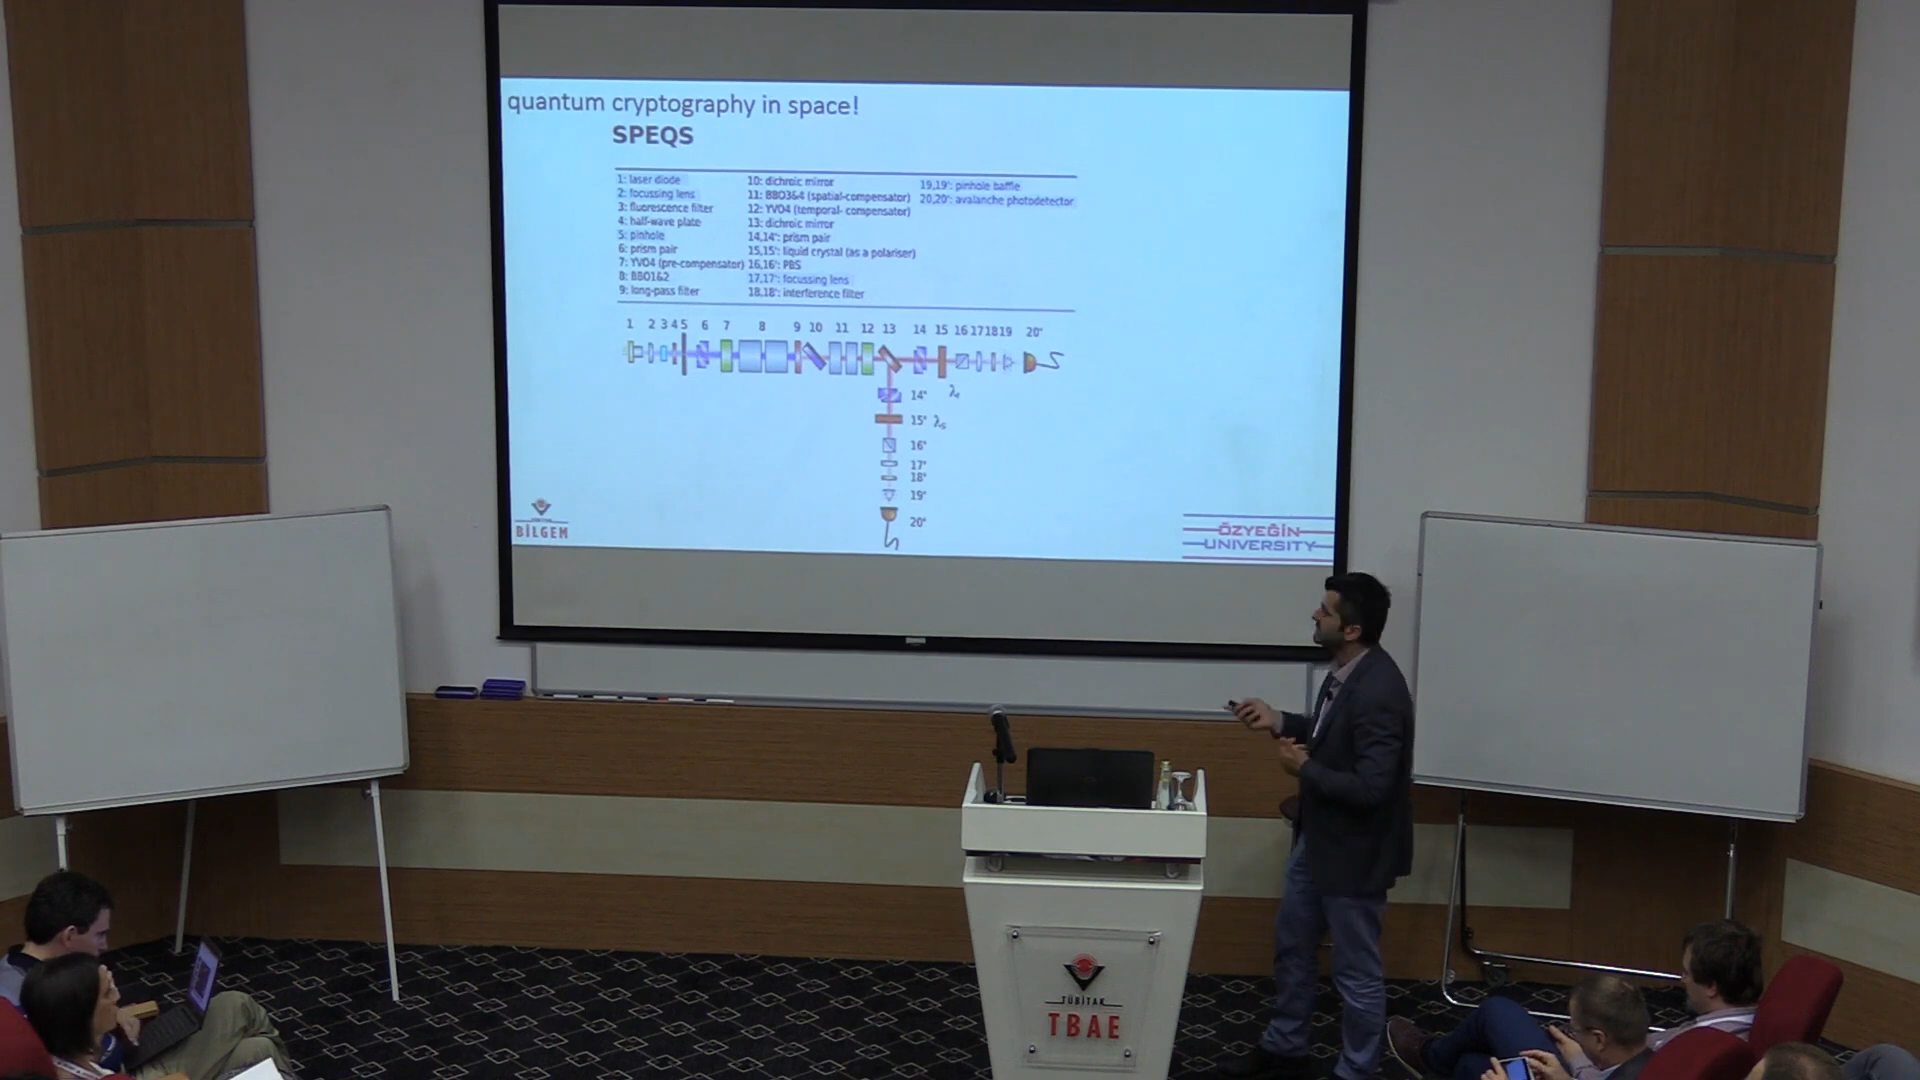 quantum cryptography in space!
SPEQS
1: laser diode
2: focussing lens
3: fluorescence filter
4: half-wave plate
5: pinhole
6: prism pair
7: YVO4 (pre-compensator)
8: BBO1&2
9: long-pass filter
10: dichroic mirror
11: BBO3&4 (spatial-compensator)
12: YVO4 (temporal- compensator)
13: dichroic mirror
14,14': prism pair
15,15': liquid crystal (as a polariser)
16,16': PBS
17,17': focussing lens
18,18': interference filter
19,19': pinhole baffle
20,20': avalanche photodetector
1 2 3 4 5 6 7 8 9 10 11 12 13 14 15 16 17 18 19 20"
14"
15"
λs
16"
17"
18"
19"
20"
TÜBİTAK
BİLGEM
ÖZYEĞİN
UNIVERSITY
TÜBİTAK
TBAE